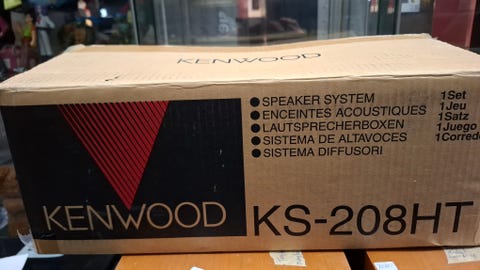 KENWOOD
●SPEAKER SYSTEM 1Set
●ENCEINTES ACOUSTIQUES 1Jeu
●LAUTSPRECHERBOXEN 1Satz
●SISTEMA DE ALTAVOCES 1Juego
●SISTEMA DIFFUSORI 1Corredo
KENWOOD
KS-208HT